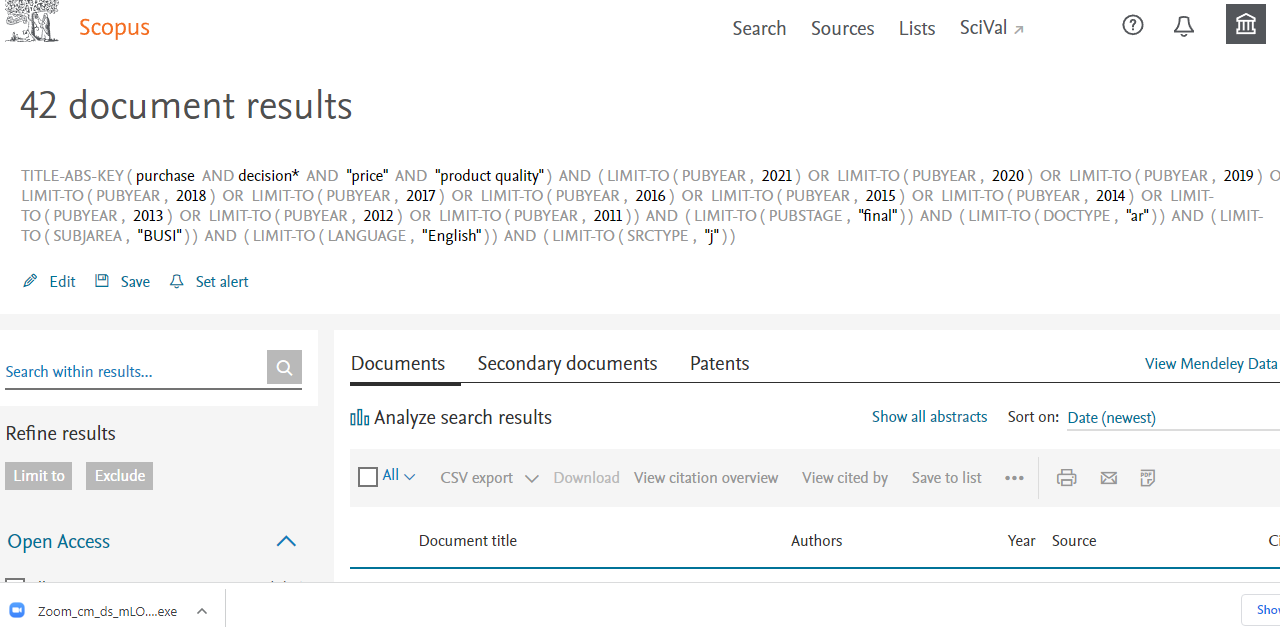 Scopus
Search Sources Lists SciVal
42 document results
TITLE-ABS-KEY ( purchase AND decision* AND "price" AND "product quality" ) AND ( LIMIT-TO ( PUBYEAR , 2021 ) OR LIMIT-TO ( PUBYEAR , 2020 ) OR LIMIT-TO ( PUBYEAR , 2019 )
LIMIT-TO ( PUBYEAR , 2018 ) OR LIMIT-TO ( PUBYEAR , 2017 ) OR LIMIT-TO ( PUBYEAR , 2016 ) OR LIMIT-TO ( PUBYEAR , 2015 ) OR LIMIT-TO ( PUBYEAR , 2014 ) OR LIMIT-
TO ( PUBYEAR , 2013 ) OR LIMIT-TO ( PUBYEAR , 2012 ) OR LIMIT-TO ( PUBYEAR , 2011 ) ) AND ( LIMIT-TO ( PUBSTAGE , "final" ) ) AND ( LIMIT-TO ( DOCTYPE , "ar" ) ) AND ( LIMIT-
TO ( SUBJAREA , "BUSI" ) ) AND ( LIMIT-TO ( LANGUAGE , "English" ) ) AND ( LIMIT-TO ( SRCTYPE , "j" ) )
Edit Save Set alert
Search within results...
Documents Secondary documents Patents View Mendeley Data
Analyze search results Show all abstracts Sort on: Date (newest)
Refine results
Limit to Exclude
All CSV export Download View citation overview View cited by Save to list ••• PDF
Open Access
Document title Authors Year Source
Zoom_cm_ds_mLO....exe